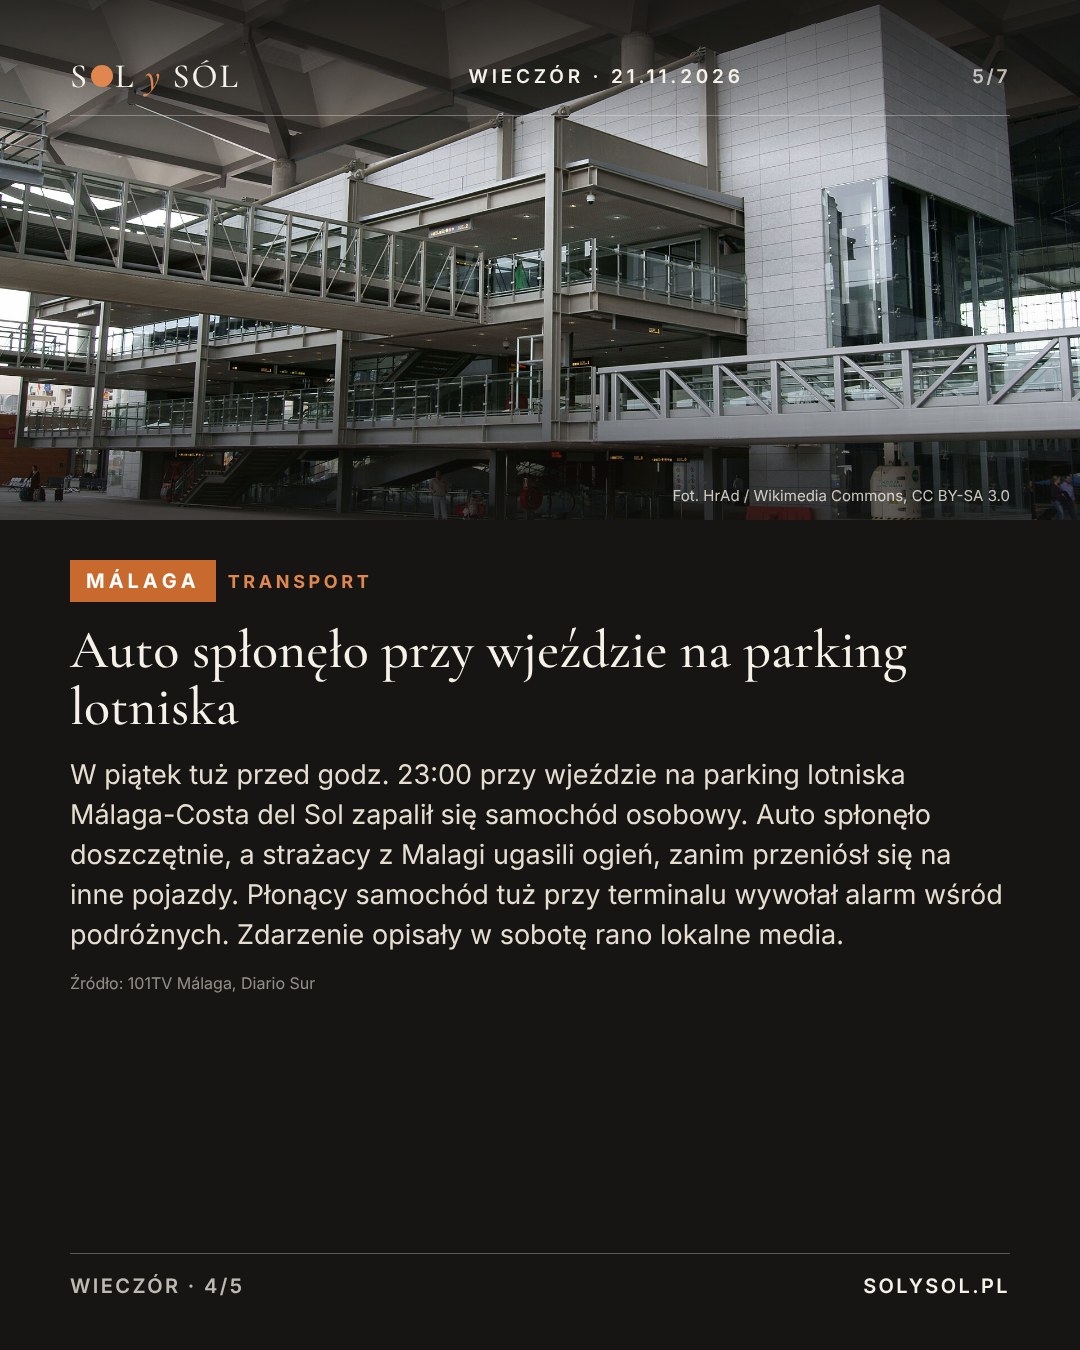 SOL y SÓL
WIECZÓR · 21.11.2026
5/7
Fot. HrAd / Wikimedia Commons, CC BY-SA 3.0
MÁLAGA TRANSPORT
Auto spłonęło przy wjeździe na parking
lotniska
W piątek tuż przed godz. 23:00 przy wjeździe na parking lotniska
Málaga-Costa del Sol zapalił się samochód osobowy. Auto spłonęło
doszczętnie, a strażacy z Malagi ugasili ogień, zanim przeniósł się na
inne pojazdy. Płonący samochód tuż przy terminalu wywołał alarm wśród
podróżnych. Zdarzenie opisały w sobotę rano lokalne media.
Źródło: 101TV Málaga, Diario Sur
WIECZÓR · 4/5
SOLYSOL.PL